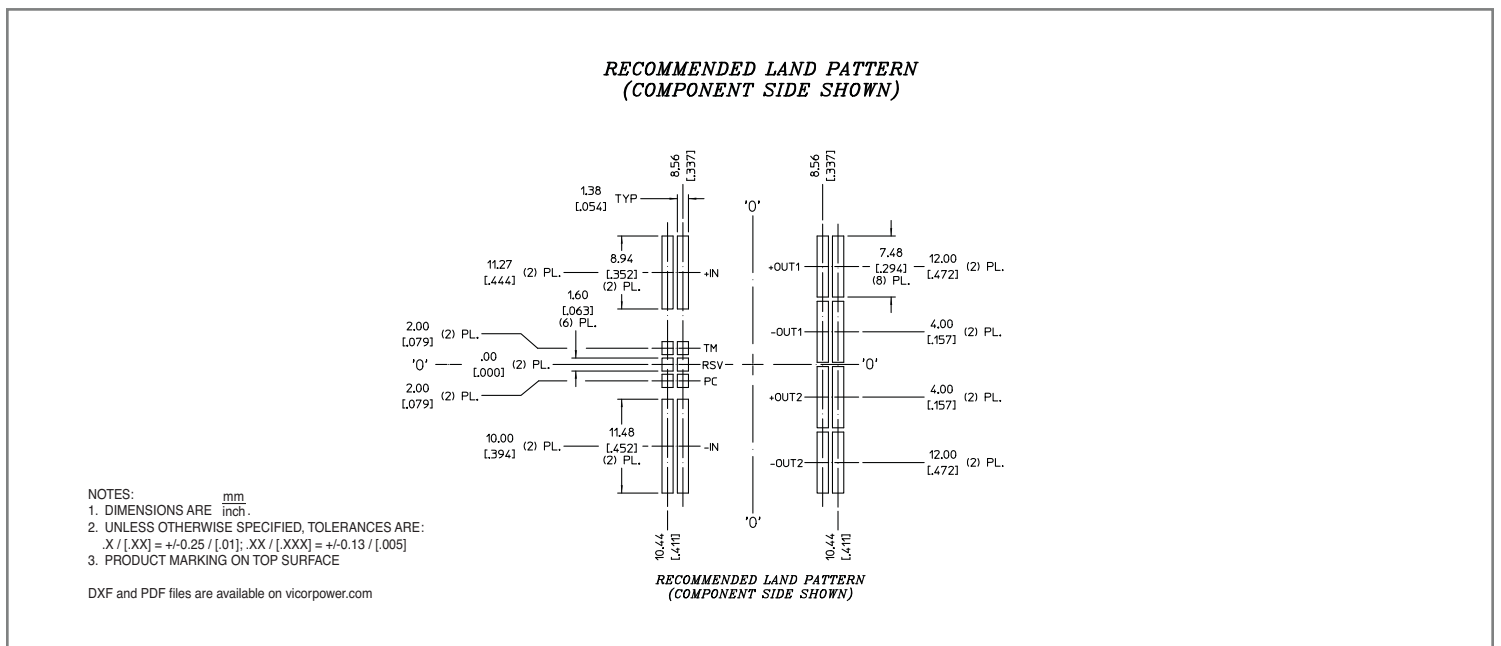 RECOMMENDED LAND PATTERN
(COMPONENT SIDE SHOWN)
8.56
[.337]
8.56
[.337]
1.38
[.054]
TYP
'0'
11.27
[.444]
(2) PL.
8.94
[.352]
(2) PL.
+IN
+OUT1
7.48
[.294]
(8) PL.
12.00
[.472]
(2) PL.
1.60
[.063]
(6) PL.
2.00
[.079]
(2) PL.
TM
-OUT1
4.00
[.157]
(2) PL.
'0'
.00
[.000]
(2) PL.
RSV
'0'
2.00
[.079]
(2) PL.
PC
+OUT2
4.00
[.157]
(2) PL.
10.00
[.394]
(2) PL.
11.48
[.452]
(2) PL.
-IN
-OUT2
12.00
[.472]
(2) PL.
'0'
10.44
[.411]
10.44
[.411]
RECOMMENDED LAND PATTERN
(COMPONENT SIDE SHOWN)
NOTES:
1. DIMENSIONS ARE mm
inch.
2. UNLESS OTHERWISE SPECIFIED, TOLERANCES ARE:
.X / [.XX] = +/-0.25 / [.01]; .XX / [.XXX] = +/-0.13 / [.005]
3. PRODUCT MARKING ON TOP SURFACE
DXF and PDF files are available on vicorpower.com